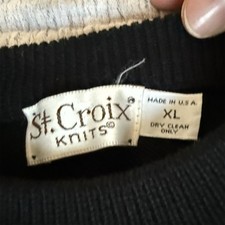 St. Croix
KNITS©
MADE IN U.S.A.
XL
DRY CLEAN
ONLY